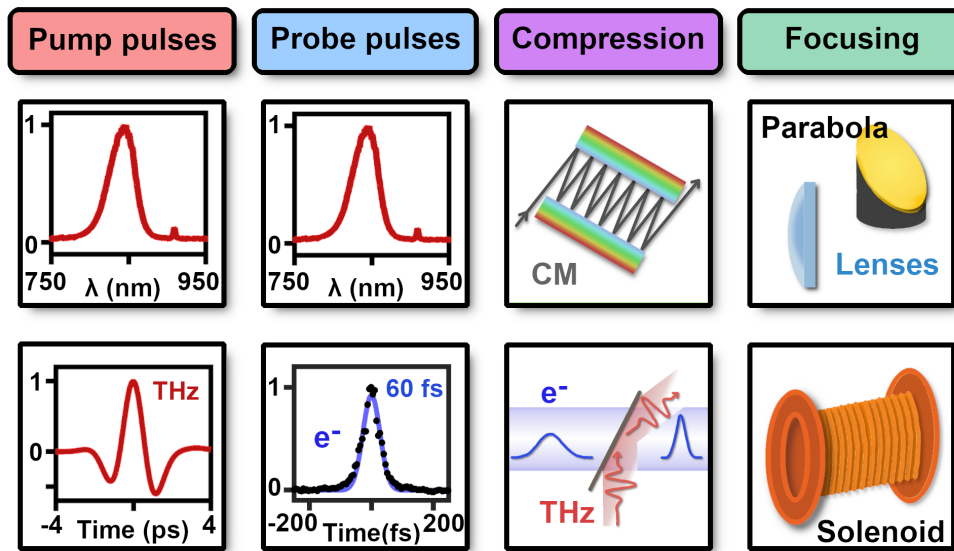 Pump pulses
Probe pulses
Compression
Focusing
1
0
750
950
λ (nm)
1
0
750
950
λ (nm)
CM
Parabola
Lenses
1
0
THz
-4
Time (ps)
4
1
0
60 fs
e-
-200
Time(fs)
200
e-
THz
Solenoid